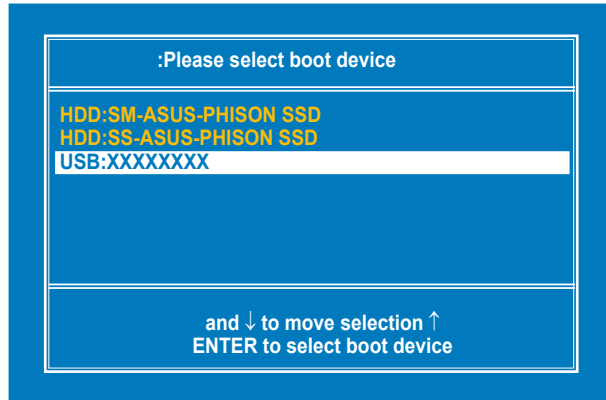 :Please select boot device
HDD:SM-ASUS-PHISON SSD
HDD:SS-ASUS-PHISON SSD
USB:XXXXXXXX
and ↓ to move selection ↑
ENTER to select boot device